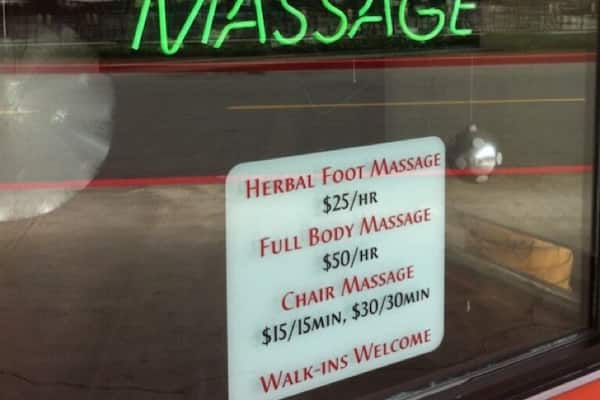 MASSAGE
HERBAL FOOT MASSAGE
$25/HR
FULL BODY MASSAGE
$50/HR
CHAIR MASSAGE
$15/15MIN, $30/30MIN
WALK-INS WELCOME